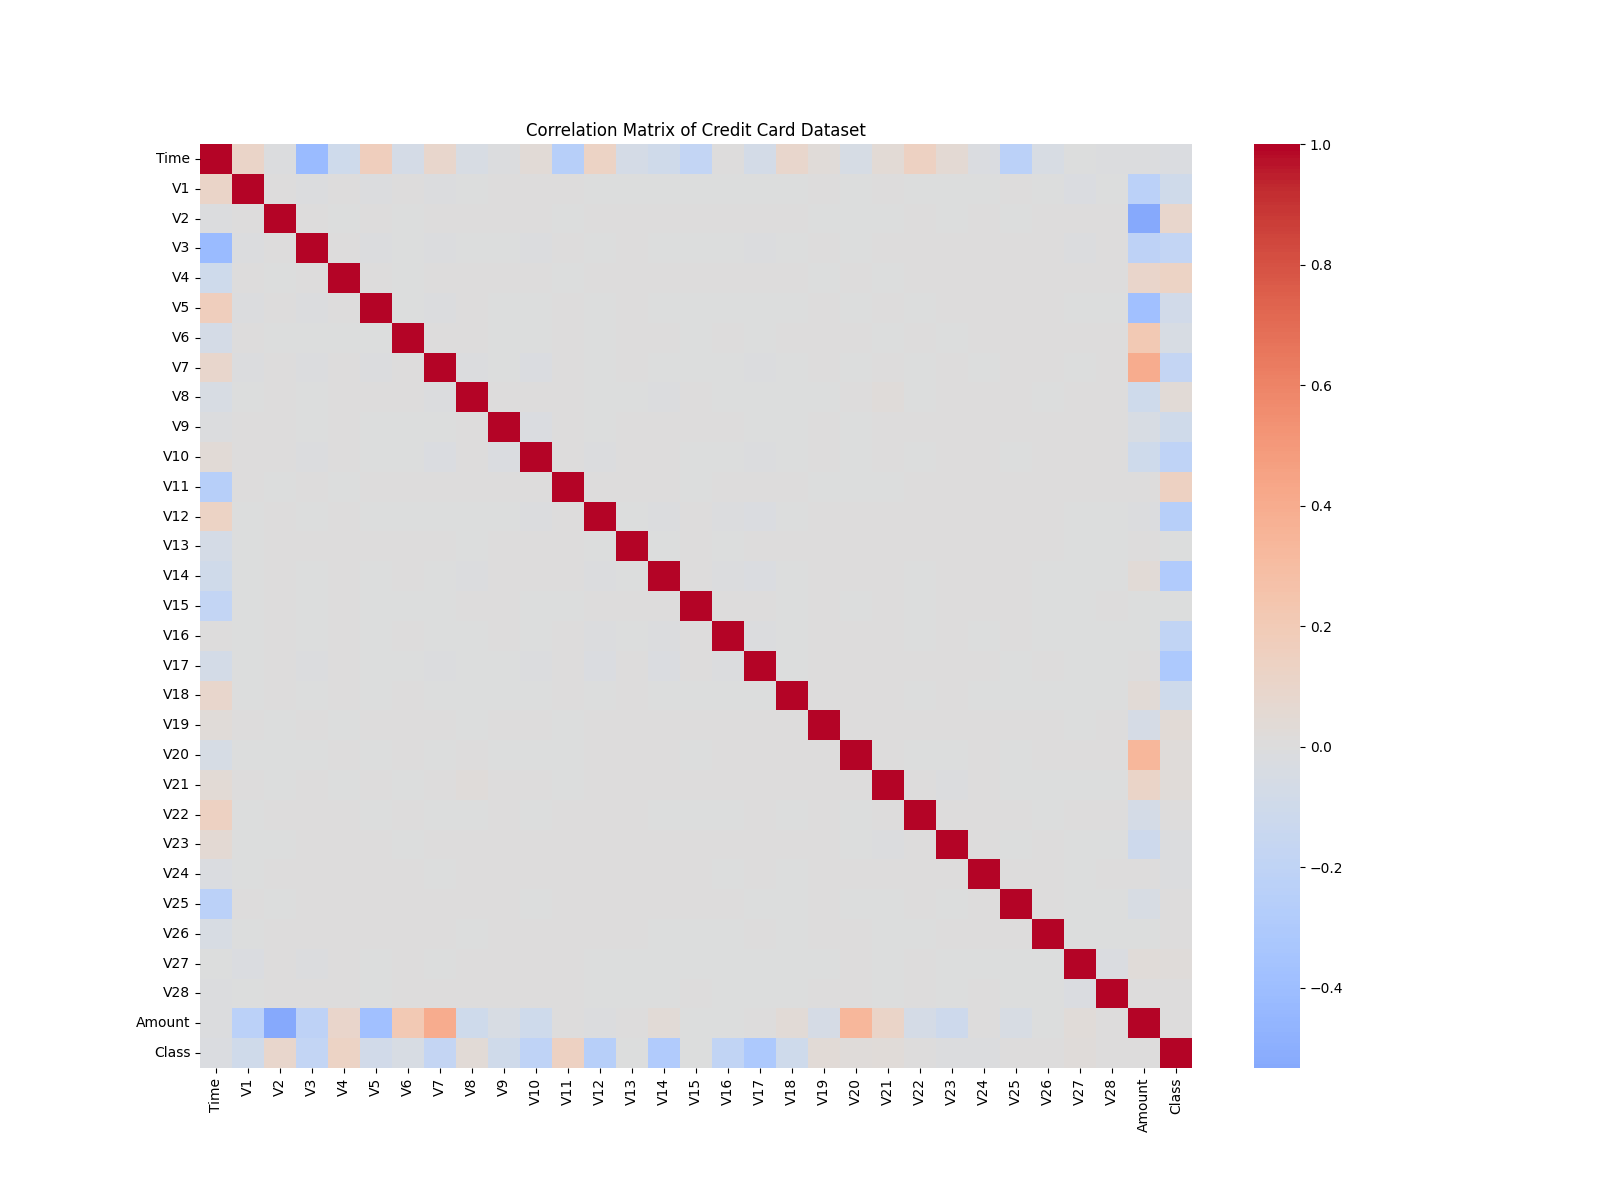 Correlation Matrix of Credit Card Dataset
Time
V1
V2
V3
V4
V5
V6
V7
V8
V9
V10
V11
V12
V13
V14
V15
V16
V17
V18
V19
V20
V21
V22
V23
V24
V25
V26
V27
V28
Amount
Class
Time V1 V2 V3 V4 V5 V6 V7 V8 V9 V10 V11 V12 V13 V14 V15 V16 V17 V18 V19 V20 V21 V22 V23 V24 V25 V26 V27 V28 Amount Class
1.0
0.8
0.6
0.4
0.2
0.0
−0.2
−0.4